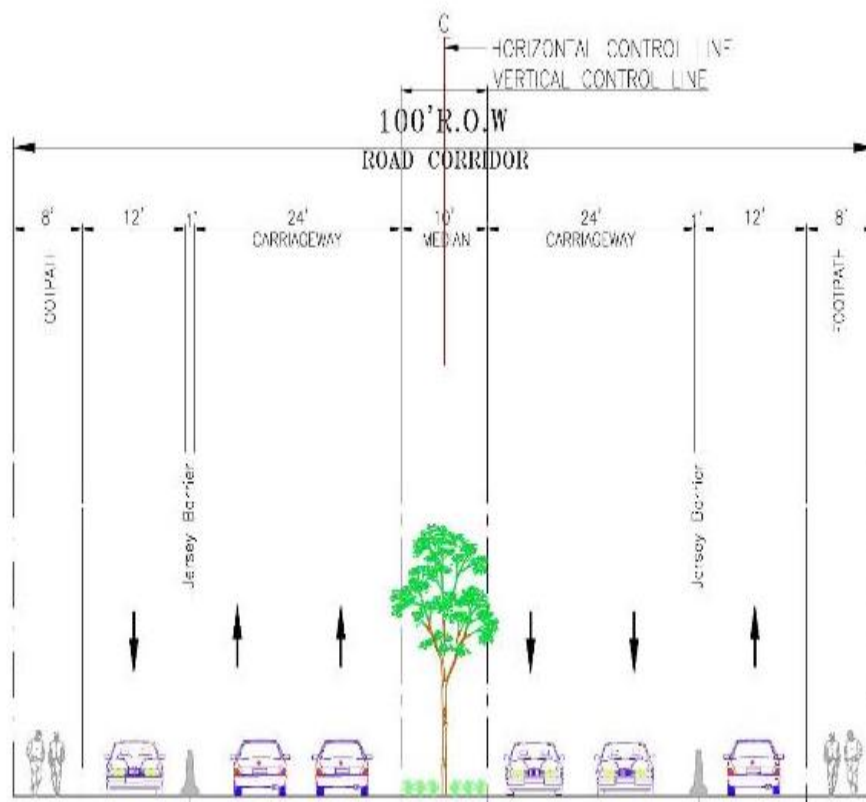 C
HORIZONTAL CONTROL LINE
VERTICAL CONTROL LINE
100'R.O.W
ROAD CORRIDOR
8' 12' 1' 24' 10' 24' 1' 12' 8'
CARRIAGEWAY MEDIAN CARRIAGEWAY
FOOTPATH
FOOTPATH
Jersey Barrier
Jersey Barrier